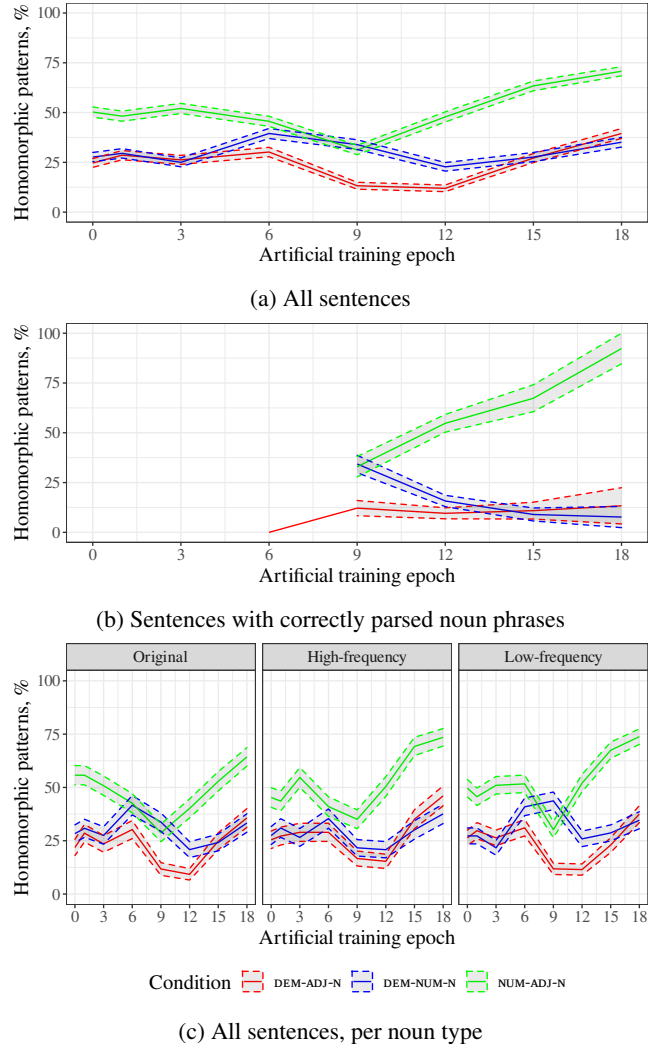 Homomorphic patterns, %
100
75
50
25
0
0 3 6 9 12 15 18
Artificial training epoch
(a) All sentences
Homomorphic patterns, %
100
75
50
25
0
0 3 6 9 12 15 18
Artificial training epoch
(b) Sentences with correctly parsed noun phrases
Original High-frequency Low-frequency
Homomorphic patterns, %
100
75
50
25
0
0 3 6 9 12 15 18 0 3 6 9 12 15 18 0 3 6 9 12 15 18
Artificial training epoch
Condition DEM-ADJ-N DEM-NUM-N NUM-ADJ-N
(c) All sentences, per noun type